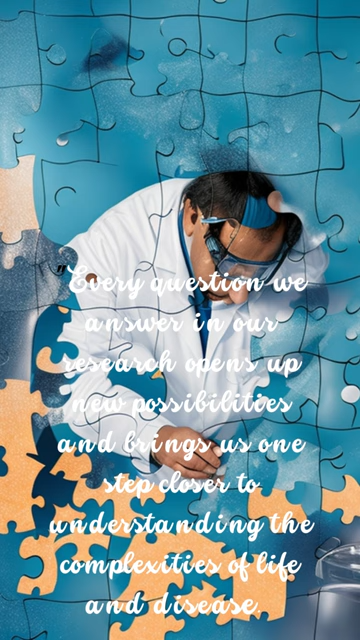 "Every question we
answer in our
research opens up
new possibilities
and brings us one
step closer to
understanding the
complexities of life
and disease.